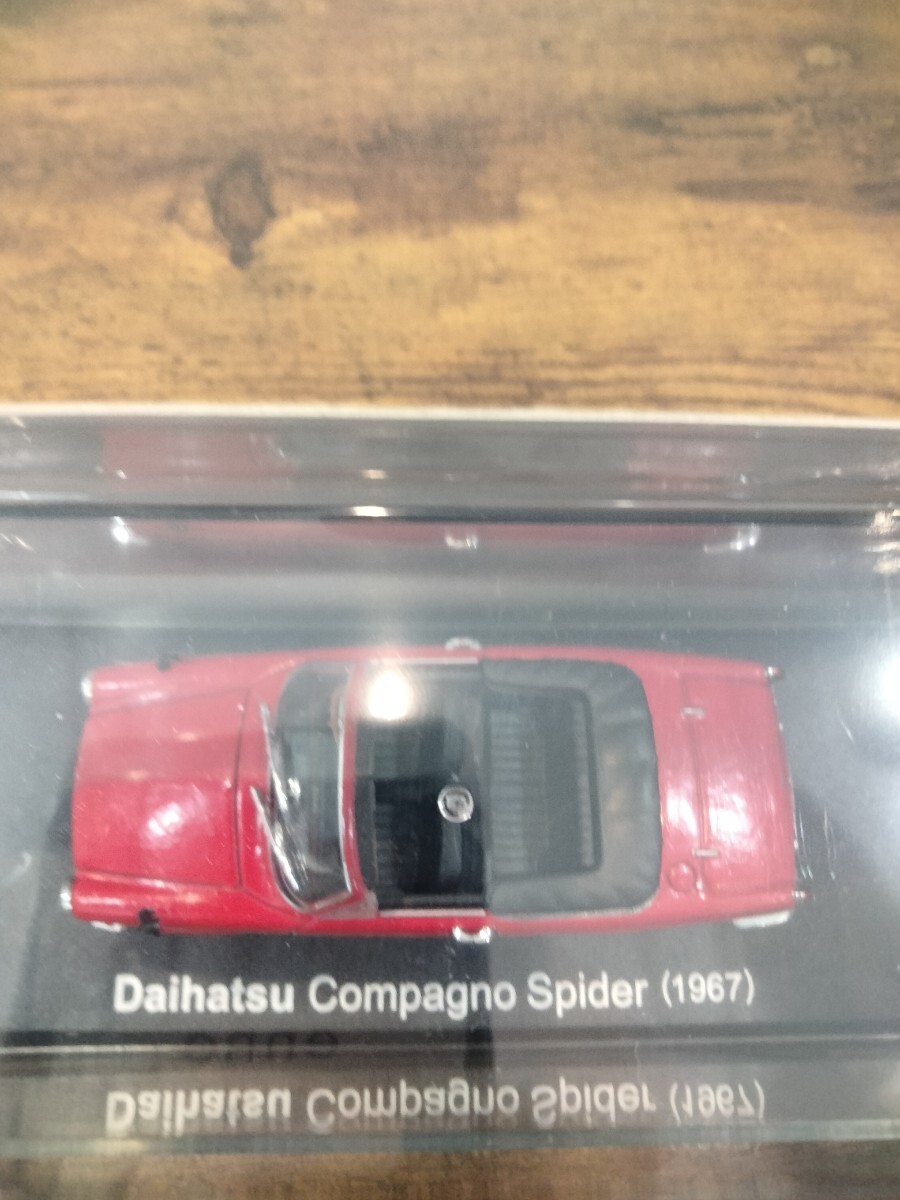 Daihatsu Compagno Spider (1967)